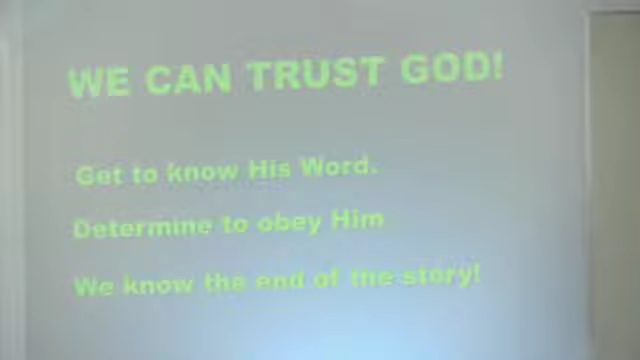 WE CAN TRUST GOD!
Get to know His Word.
Determine to obey Him
We know the end of the story!